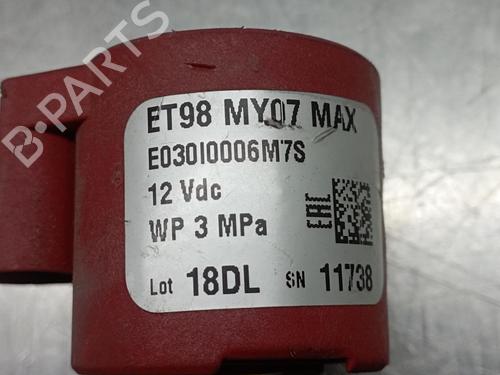 B-PARTS
ET98 MY07 MAX
E03010006M7S
12 Vdc
WP 3 MPa
EAC
Lot 18DL SN 11738